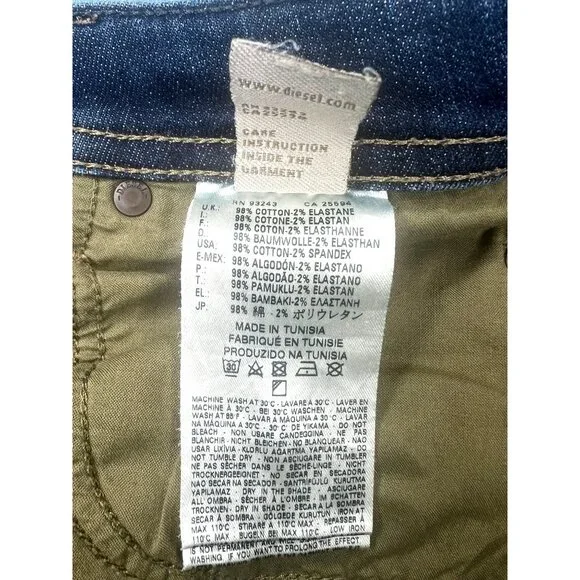 www.diesel.com
CARE
INSTRUCTION
INSIDE THE
GARMENT
RN 93243 CA 25594
U.K.: 98% COTTON-2% ELASTANE
I.: 98% COTONE-2% ELASTAN
F.: 98% COTON-2% ELASTHANNE
D.: 98% BAUMWOLLE-2% ELASTHAN
USA: 98% COTTON-2% SPANDEX
E-MEX: 98% ALGODÓN-2% ELASTANO
P.: 98% ALGODÃO-2% ELASTANO
T.: 98% PAMUKLU-2% ELASTAN
EL.: 98% ΒΑΜΒΑΚΙ-2% ΕΛΑΣΤΑΝΗ
JP: 98% 綿 - 2% ポリウレタン
MADE IN TUNISIA
FABRIQUÉ EN TUNISIE
PRODUZIDO NA TUNISIA
30
MACHINE WASH AT 30°C - LAVARE A 30°C - LAVER EN
MACHINE À 30°C - BEI 30°C WASCHEN - MACHINE
WASH AT 85°F - LAVAR A MÁQUINA A 30°C - LAVAR NA
MÁQUINA A 30°C - 30°C DE YIKAMA - DO NOT
BLEACH - NON USARE CANDEGGINA - NE PAS
BLANCHIR - NICHT BLEICHEN - NO BLANQUEAR - NÃO
USAR LIXÍVIA - KLORLU AĞARTMA YAPILAMAZ - DO
NOT TUMBLE DRY - NON ASCIUGARE IN TUMBLER
NE PAS SÉCHER DANS LE SÈCHE-LINGE - NICHT
TROCKNERGEEIGNET - NO SECAR EN SECADORA
NÃO SECAR NA SECADOR - SANTRIFÜJLÜ KURUTMA
YAPILAMAZ - DRY IN THE SHADE - ASCIUGARE
ALL OMBRA - SÉCHER À L'OMBRE - IM SCHATTEN
TROCKNEN - DRY IN SHADE - SECAR A LA SOMBRA
SECAR À SOMBRA - GÖLGEDE KURUTUN - IRON AT
MAX 110°C - STIRARE A 110°C - REPASSER À
110°C MAX - BUGELN BEI MAX 110°C
IS NOT PERMANENT AND WILL
WASHING IF YOU WANT TO PROLONG THE EFFECT